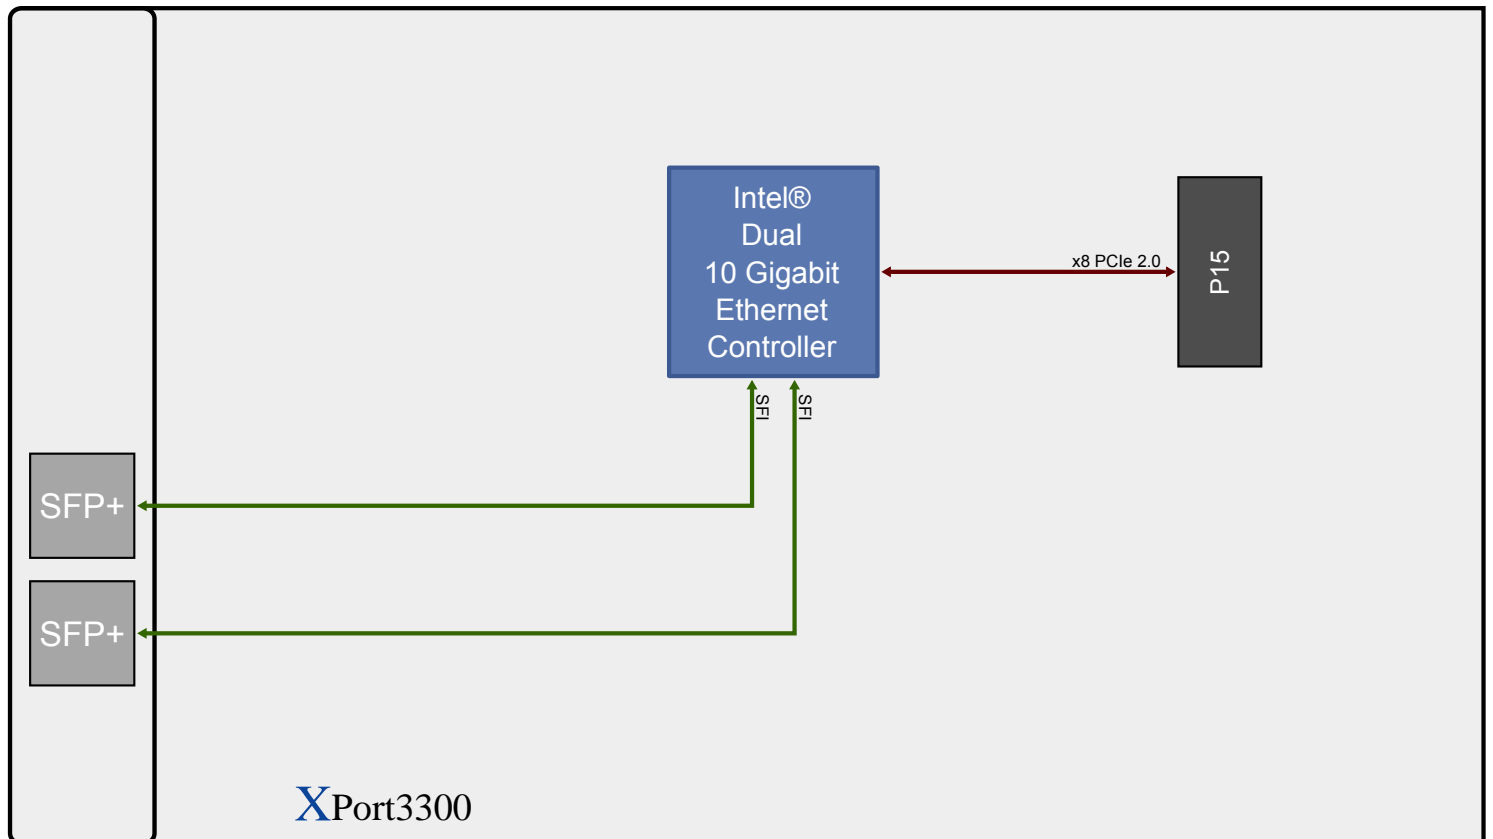 Intel®
Dual
10 Gigabit
Ethernet
Controller
x8 PCIe 2.0
P15
SFI
SFI
SFP+
SFP+
XPort3300